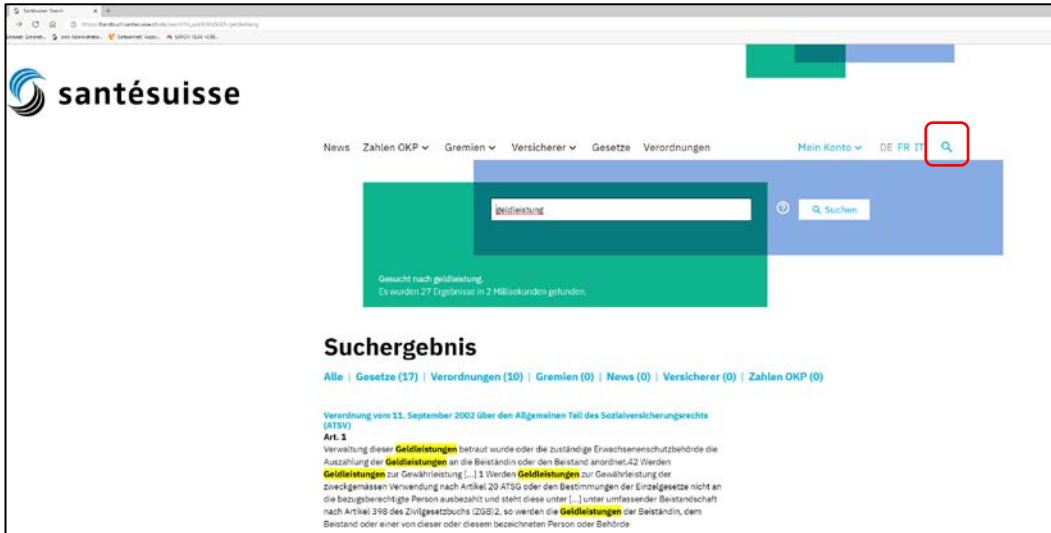 santésuisse
News Zahlen OKP Gremien Versicherer Gesetze Verordnungen Mein Konto DE FR IT
geldleistung
Suchen
Gesucht nach geldleistung.
Es wurden 27 Ergebnisse in 2 Millisekunden gefunden.
Suchergebnis
Alle | Gesetze (17) | Verordnungen (10) | Gremien (0) | News (0) | Versicherer (0) | Zahlen OKP (0)
Verordnung vom 11. September 2002 über den Allgemeinen Teil des Sozialversicherungsrechts
(ATSV)
Art. 1
Verwaltung dieser Geldleistungen betraut wurde oder die zuständige Erwachsenenschutzbehörde die
Auszahlung der Geldleistungen an die Beiständin oder den Beistand anordnet.42 Werden
Geldleistungen zur Gewährleistung [...] 1 Werden Geldleistungen zur Gewährleistung der
zweckgemässen Verwendung nach Artikel 20 ATSG oder den Bestimmungen der Einzelgesetze nicht an
die bezugsberechtigte Person ausbezahlt und steht diese unter [...] unter umfassender Beistandschaft
nach Artikel 398 des Zivilgesetzbuchs (ZGB)2, so werden die Geldleistungen der Beiständin, dem
Beistand oder einer von dieser oder diesem bezeichneten Person oder Behörde